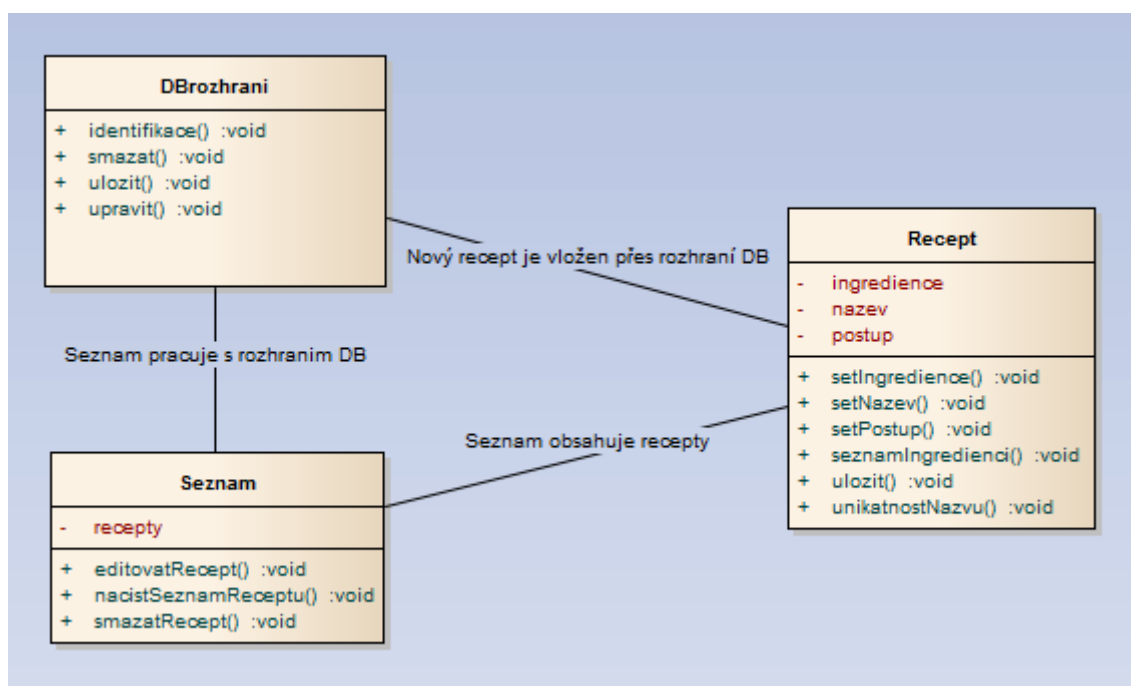 DBrozhrani
+ identifikace() :void
+ smazat() :void
+ ulozit() :void
+ upravit() :void
Nový recept je vložen přes rozhraní DB
Recept
- ingredience
- nazev
- postup
+ setIngredience() :void
+ setNazev() :void
+ setPostup() :void
+ seznamIngredienci() :void
+ ulozit() :void
+ unikatnostNazvu() :void
Seznam pracuje s rozhranim DB
Seznam obsahuje recepty
Seznam
- recepty
+ editovatRecept() :void
+ nacistSeznamReceptu() :void
+ smazatRecept() :void